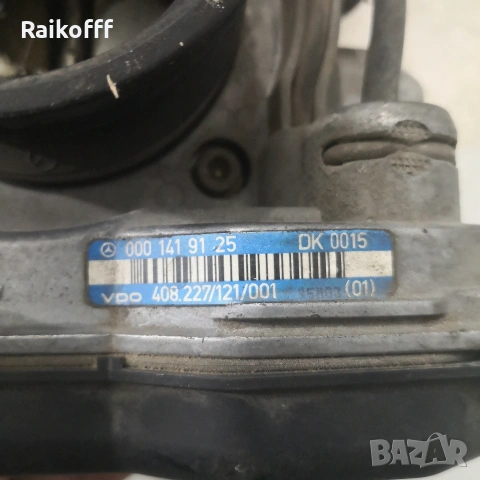 Raikofff
000 141 91 25 DK 0015
VDO 408.227/121/001 (01)
BAZAR